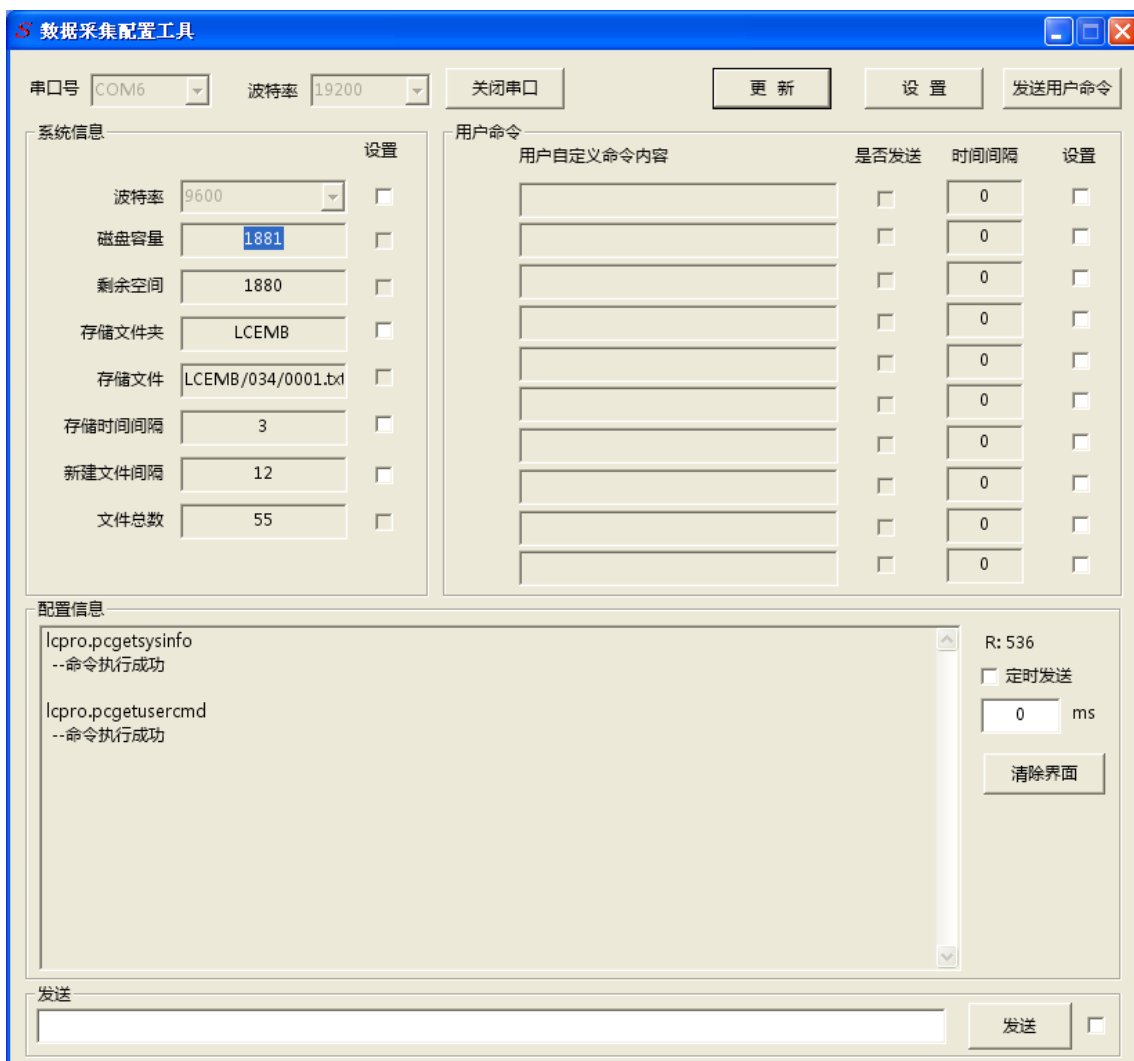 S 数据采集配置工具
串口号 COM6 波特率 19200 关闭串口 更 新 设 置 发送用户命令
系统信息
设置
波特率 9600
磁盘容量 1881
剩余空间 1880
存储文件夹 LCEMB
存储文件 LCEMB/034/0001.txt
存储时间间隔 3
新建文件间隔 12
文件总数 55
用户命令
用户自定义命令内容 是否发送 时间间隔 设置
0
0
0
0
0
0
0
0
0
0
配置信息
lcpro.pcgetsysinfo
--命令执行成功
lcpro.pcgetusercmd
--命令执行成功
R: 536
定时发送
0 ms
清除界面
发送
发送